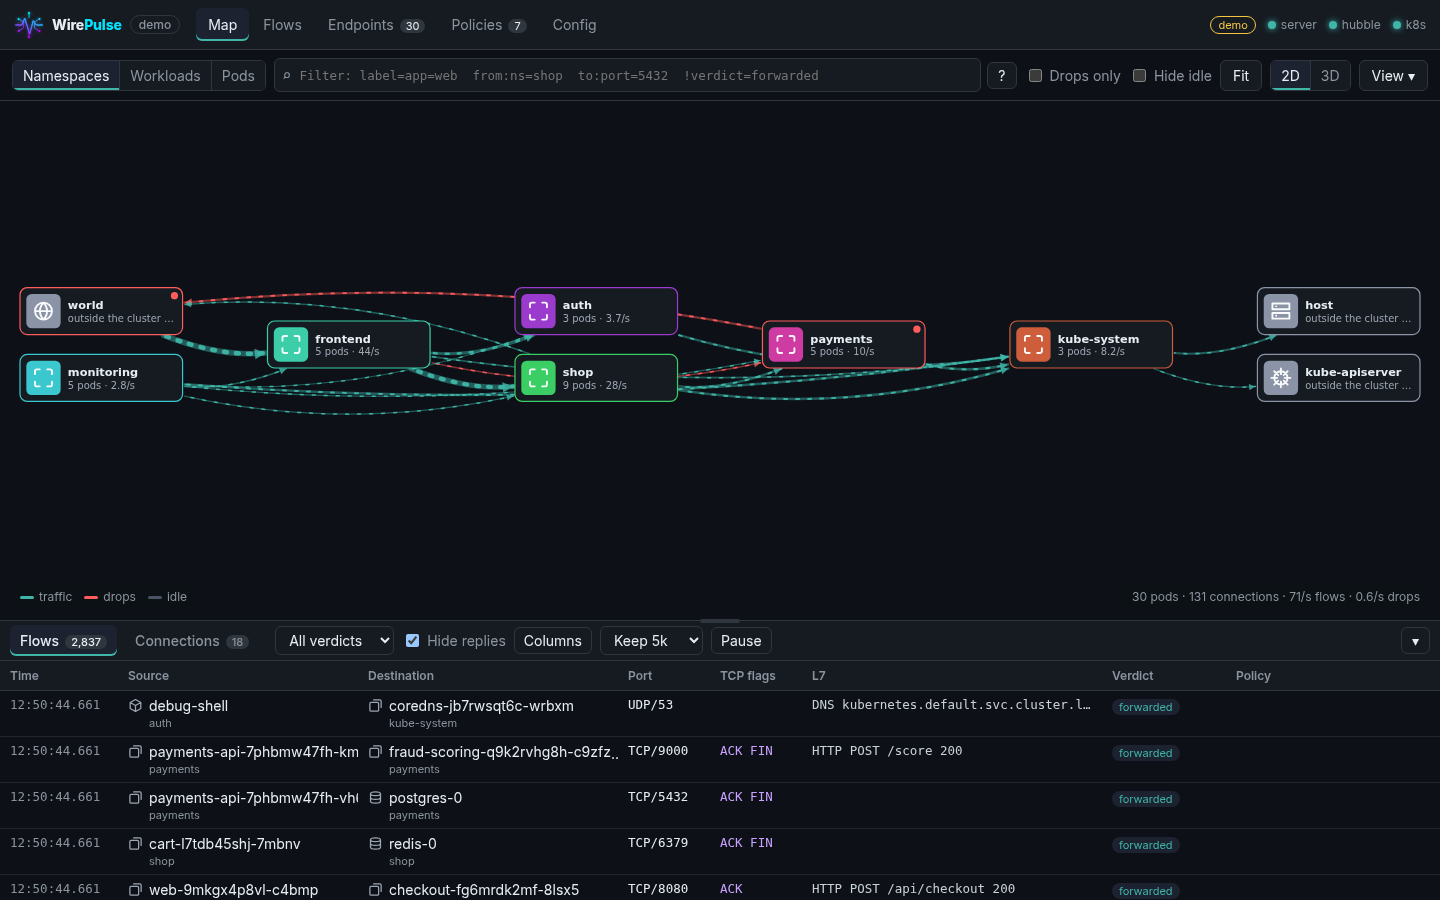 WirePulse demo Map Flows Endpoints 30 Policies 7 Config demo server hubble k8s
Namespaces Workloads Pods Filter: label=app=web from:ns=shop to:port=5432 !verdict=forwarded ? Drops only Hide idle Fit 2D 3D View ▾
world
outside the cluster ...
monitoring
5 pods · 2.8/s
frontend
5 pods · 44/s
auth
3 pods · 3.7/s
shop
9 pods · 28/s
payments
5 pods · 10/s
kube-system
3 pods · 8.2/s
host
outside the cluster ...
kube-apiserver
outside the cluster ...
traffic drops idle 30 pods · 131 connections · 71/s flows · 0.6/s drops
Flows 2,837 Connections 18 All verdicts Hide replies Columns Keep 5k Pause ▾
Time Source Destination Port TCP flags L7 Verdict Policy
12:50:44.661 debug-shell coredns-jb7rwsqt6c-wrbxm UDP/53 DNS kubernetes.default.svc.cluster.l… forwarded
auth kube-system
12:50:44.661 payments-api-7phbmw47fh-km fraud-scoring-q9k2rvhg8h-c9zfz.. TCP/9000 ACK FIN HTTP POST /score 200 forwarded
payments payments
12:50:44.661 payments-api-7phbmw47fh-vh postgres-0 TCP/5432 ACK FIN forwarded
payments payments
12:50:44.661 cart-l7tdb45shj-7mbnv redis-0 TCP/6379 ACK FIN forwarded
shop shop
12:50:44.661 web-9mkgx4p8vl-c4bmp checkout-fg6mrdk2mf-8lsx5 TCP/8080 ACK HTTP POST /api/checkout 200 forwarded